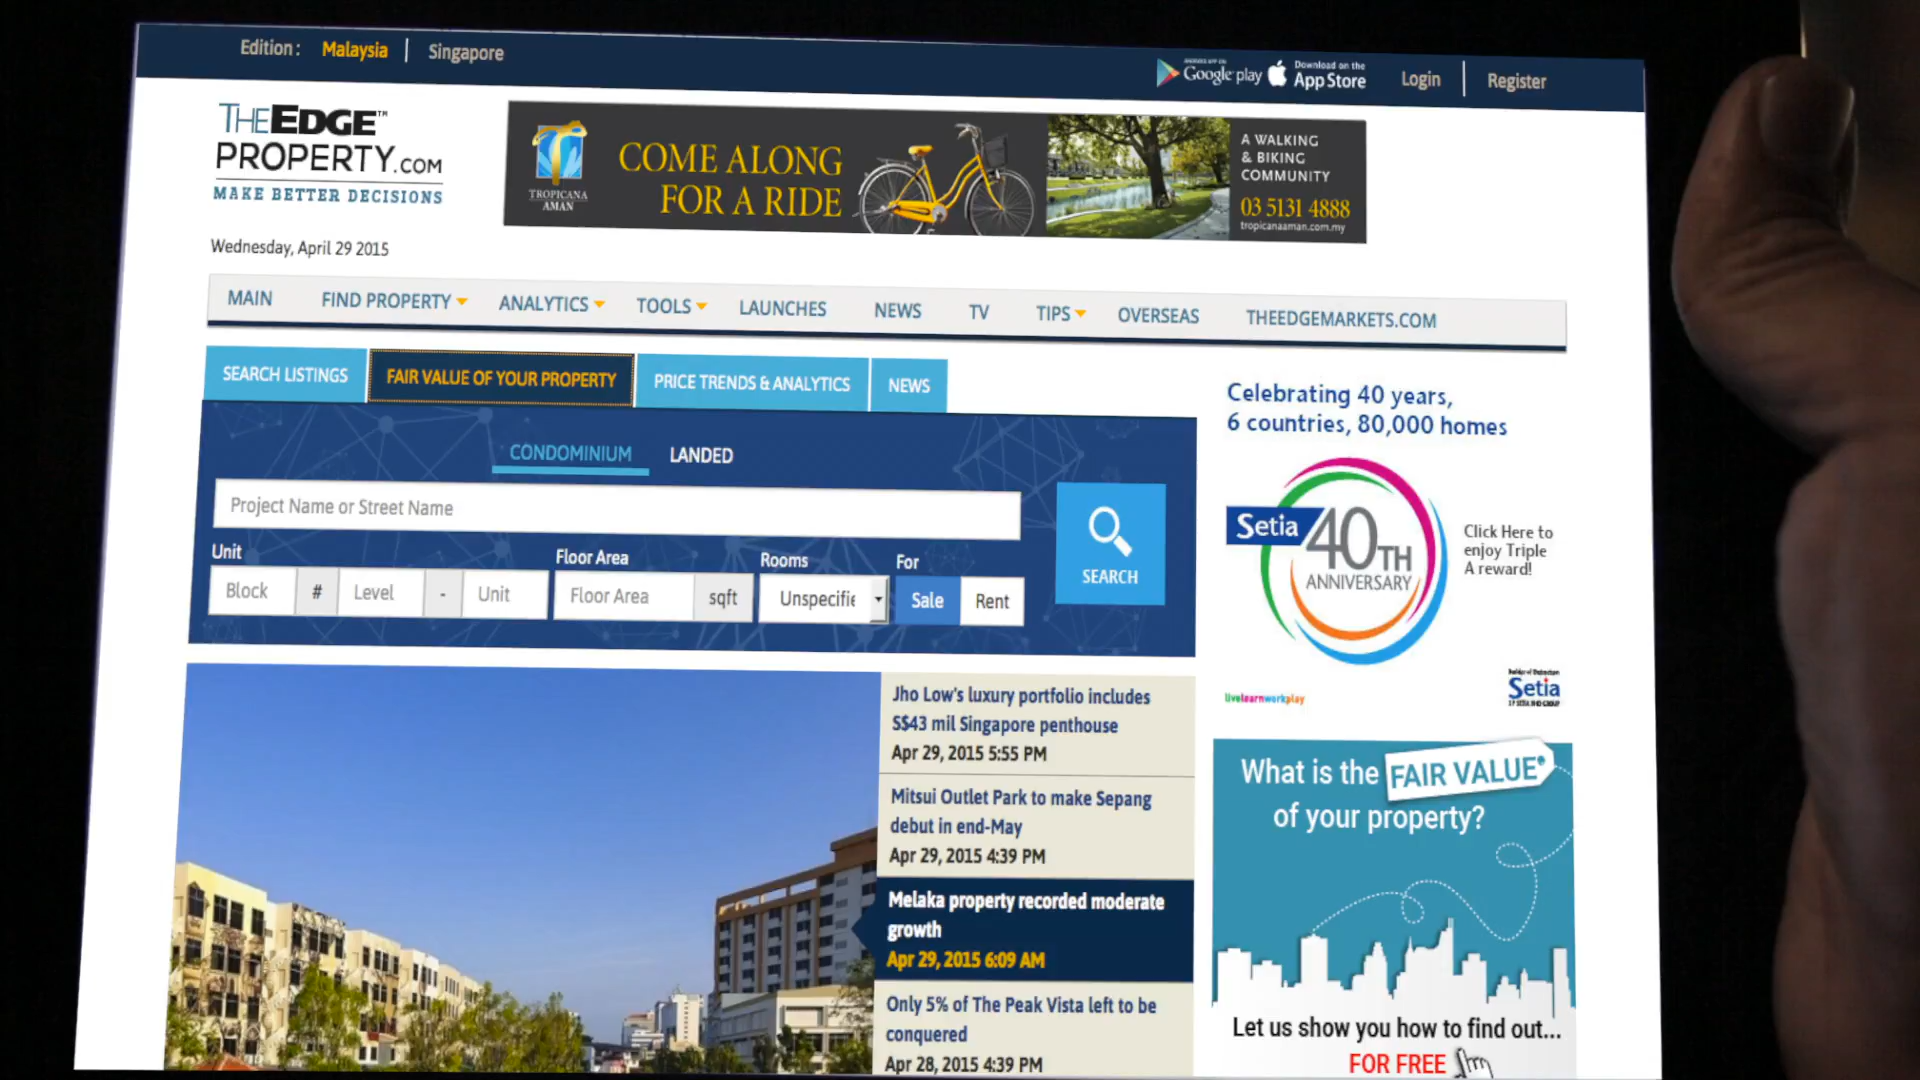 Edition : Malaysia | Singapore
ANDROID APP ON
Google play
Download on the
App Store
Login | Register
THEEDGE™
PROPERTY.COM
MAKE BETTER DECISIONS
TROPICANA
AMAN
COME ALONG
FOR A RIDE
A WALKING
& BIKING
COMMUNITY
03 5131 4888
tropicanaaman.com.my
Wednesday, April 29 2015
MAIN FIND PROPERTY ANALYTICS TOOLS LAUNCHES NEWS TV TIPS OVERSEAS THEEDGEMARKETS.COM
SEARCH LISTINGS FAIR VALUE OF YOUR PROPERTY PRICE TRENDS & ANALYTICS NEWS
CONDOMINIUM LANDED
Project Name or Street Name
Unit Floor Area Rooms For
Block # Level - Unit Floor Area sqft Unspecifie Sale Rent
SEARCH
Celebrating 40 years,
6 countries, 80,000 homes
Setia 40TH
ANNIVERSARY
Click Here to
enjoy Triple
A reward!
livelearnworkplay
Setia
Jho Low's luxury portfolio includes
S$43 mil Singapore penthouse
Apr 29, 2015 5:55 PM
Mitsui Outlet Park to make Sepang
debut in end-May
Apr 29, 2015 4:39 PM
Melaka property recorded moderate
growth
Apr 29, 2015 6:09 AM
Only 5% of The Peak Vista left to be
conquered
Apr 28, 2015 4:39 PM
What is the FAIR VALUE®
of your property?
Let us show you how to find out...
FOR FREE